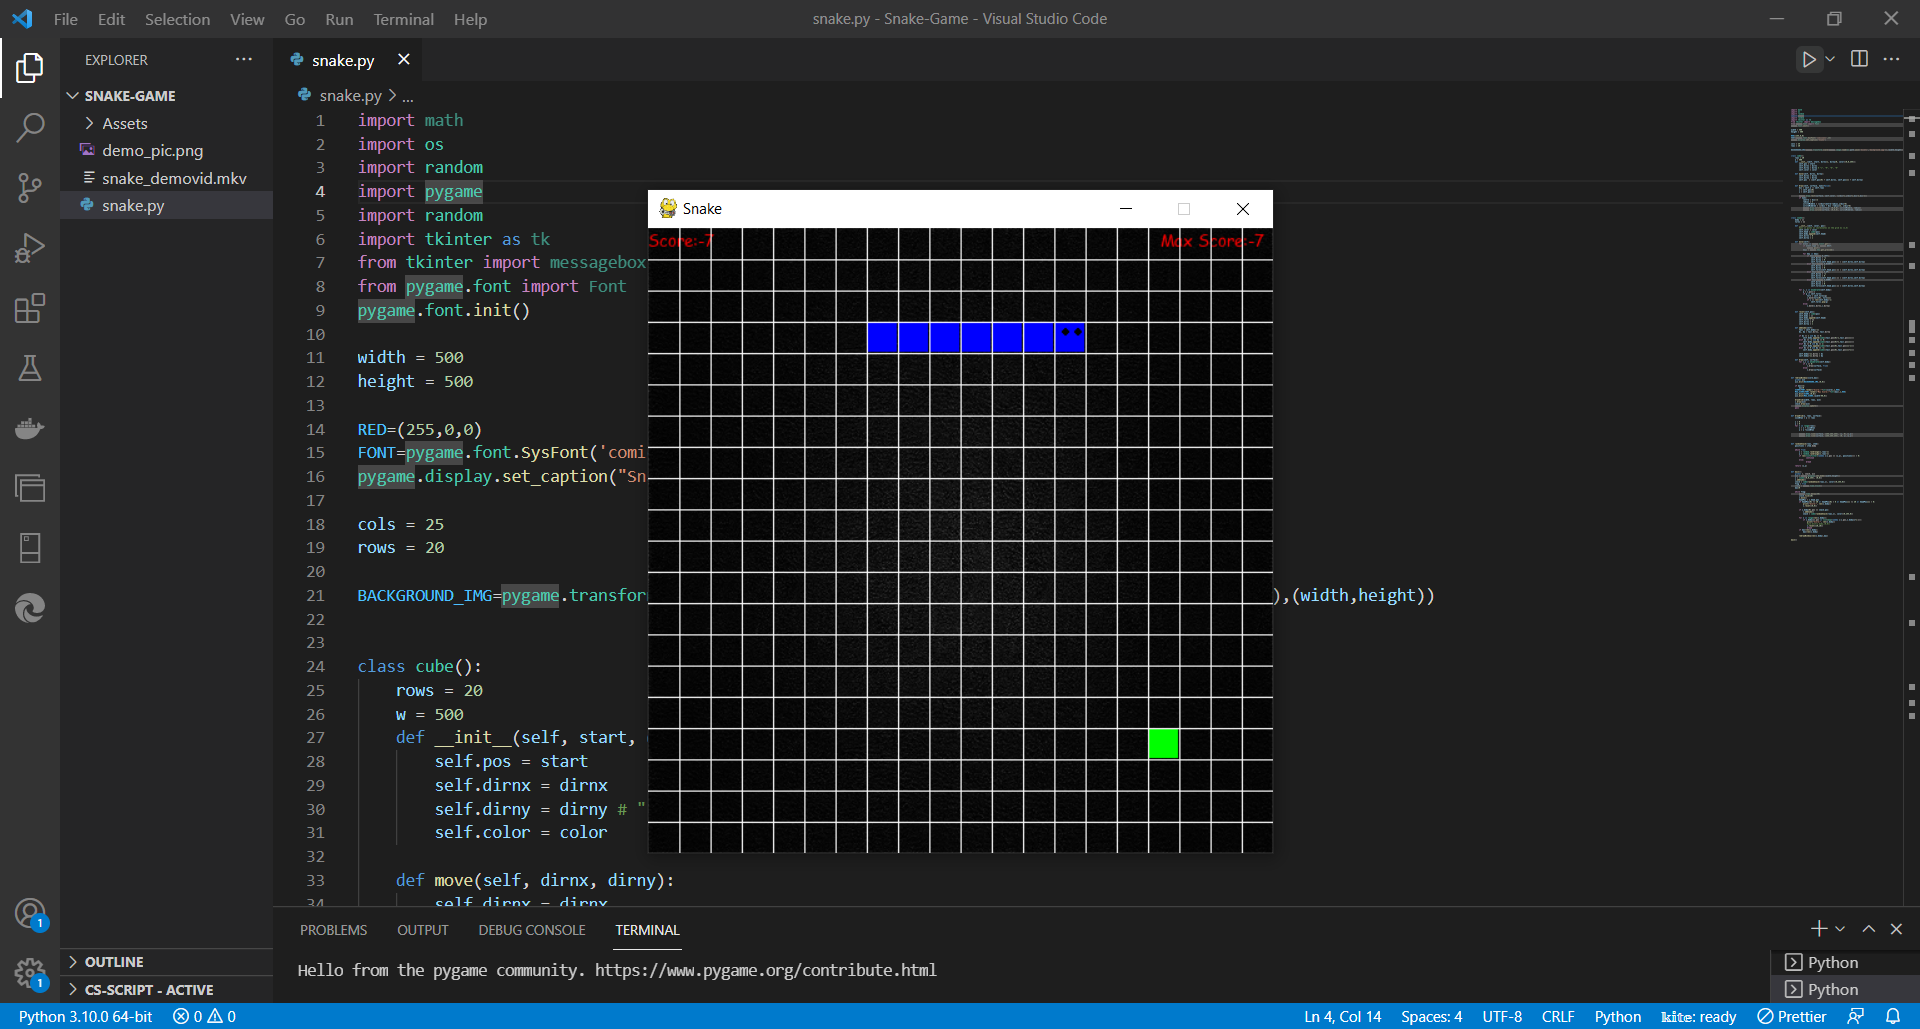 File Edit Selection View Go Run Terminal Help
snake.py - Snake-Game - Visual Studio Code
EXPLORER
SNAKE-GAME
Assets
demo_pic.png
snake_demovid.mkv
snake.py
OUTLINE
CS-SCRIPT - ACTIVE
1
1
snake.py
snake.py > ...
1 import math
2 import os
3 import random
4 import pygame
5 import random
6 import tkinter as tk
7 from tkinter import messagebox
8 from pygame.font import Font
9 pygame.font.init()
10
11 width = 500
12 height = 500
13
14 RED=(255,0,0)
15 FONT=pygame.font.SysFont('comi
16 pygame.display.set_caption("Sn
17
18 cols = 25
19 rows = 20
20
21 BACKGROUND_IMG=pygame.transfor ),(width,height))
22
23
24 class cube():
25 rows = 20
26 w = 500
27 def __init__(self, start,
28 self.pos = start
29 self.dirnx = dirnx
30 self.dirny = dirny # "
31 self.color = color
32
33 def move(self, dirnx, dirny):
34 self.dirnx = dirnx
Snake
Score:-7
Max Score:-7
PROBLEMS OUTPUT DEBUG CONSOLE TERMINAL
Hello from the pygame community. https://www.pygame.org/contribute.html
Python
Python
Python 3.10.0 64-bit 0 0 Ln 4, Col 14 Spaces: 4 UTF-8 CRLF Python kite: ready Prettier